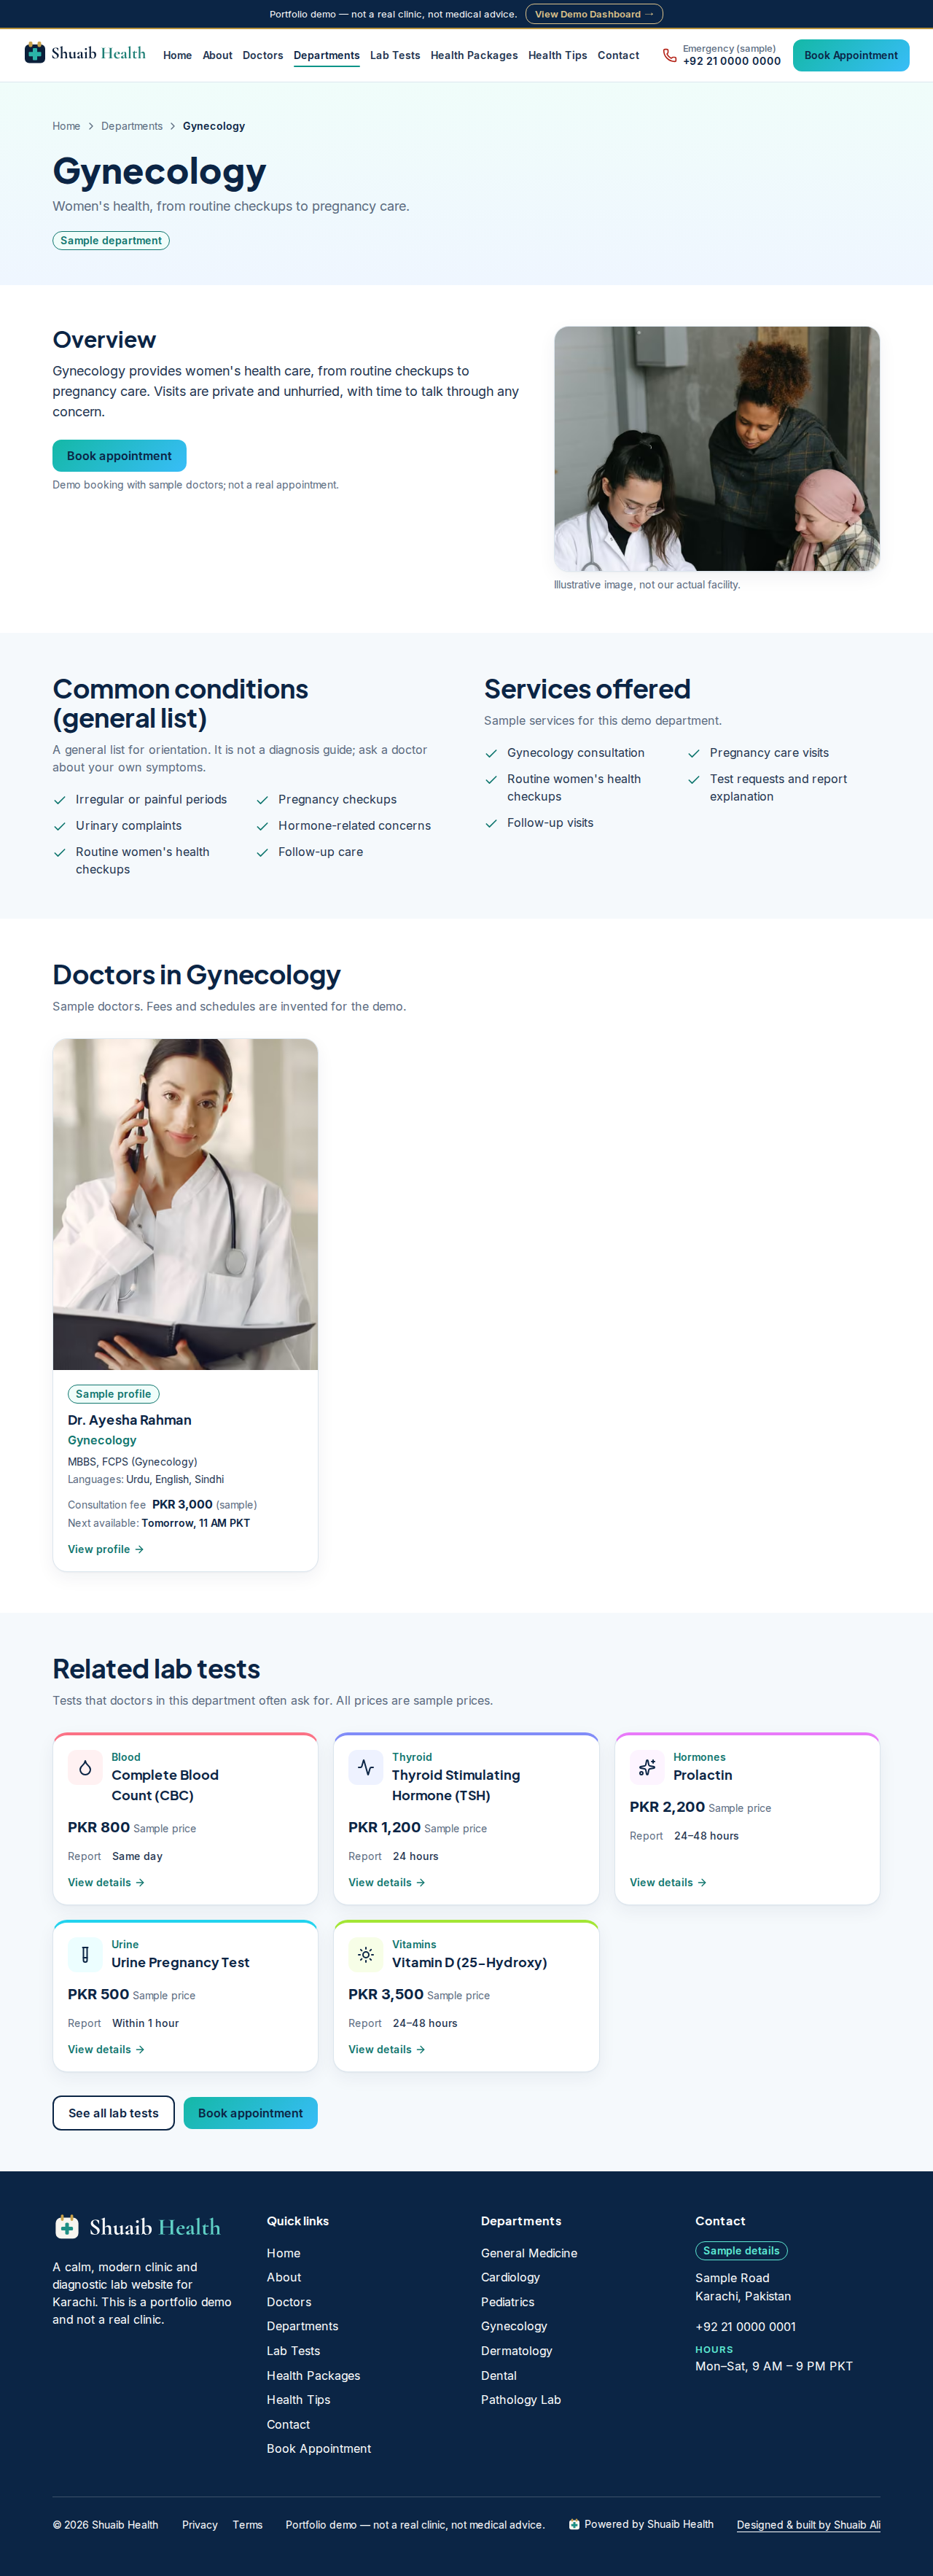 Portfolio demo — not a real clinic, not medical advice. View Demo Dashboard →
Shuaib Health
Home About Doctors Departments Lab Tests Health Packages Health Tips Contact
Emergency (sample)
+92 21 0000 0000
Book Appointment
Home > Departments > Gynecology
Gynecology
Women's health, from routine checkups to pregnancy care.
Sample department
Overview
Gynecology provides women's health care, from routine checkups to
pregnancy care. Visits are private and unhurried, with time to talk through any
concern.
Book appointment
Demo booking with sample doctors; not a real appointment.
Illustrative image, not our actual facility.
Common conditions
(general list)
A general list for orientation. It is not a diagnosis guide; ask a doctor
about your own symptoms.
Irregular or painful periods
Pregnancy checkups
Urinary complaints
Hormone-related concerns
Routine women's health
checkups
Follow-up care
Services offered
Sample services for this demo department.
Gynecology consultation
Pregnancy care visits
Routine women's health
checkups
Test requests and report
explanation
Follow-up visits
Doctors in Gynecology
Sample doctors. Fees and schedules are invented for the demo.
Sample profile
Dr. Ayesha Rahman
Gynecology
MBBS, FCPS (Gynecology)
Languages: Urdu, English, Sindhi
Consultation fee PKR 3,000 (sample)
Next available: Tomorrow, 11 AM PKT
View profile →
Related lab tests
Tests that doctors in this department often ask for. All prices are sample prices.
Blood
Complete Blood
Count (CBC)
PKR 800 Sample price
Report Same day
View details →
Thyroid
Thyroid Stimulating
Hormone (TSH)
PKR 1,200 Sample price
Report 24 hours
View details →
Hormones
Prolactin
PKR 2,200 Sample price
Report 24–48 hours
View details →
Urine
Urine Pregnancy Test
PKR 500 Sample price
Report Within 1 hour
View details →
Vitamins
Vitamin D (25-Hydroxy)
PKR 3,500 Sample price
Report 24–48 hours
View details →
See all lab tests
Book appointment
Shuaib Health
A calm, modern clinic and
diagnostic lab website for
Karachi. This is a portfolio demo
and not a real clinic.
Quick links
Home
About
Doctors
Departments
Lab Tests
Health Packages
Health Tips
Contact
Book Appointment
Departments
General Medicine
Cardiology
Pediatrics
Gynecology
Dermatology
Dental
Pathology Lab
Contact
Sample details
Sample Road
Karachi, Pakistan
+92 21 0000 0001
HOURS
Mon–Sat, 9 AM – 9 PM PKT
© 2026 Shuaib Health Privacy Terms Portfolio demo — not a real clinic, not medical advice. Powered by Shuaib Health Designed & built by Shuaib Ali